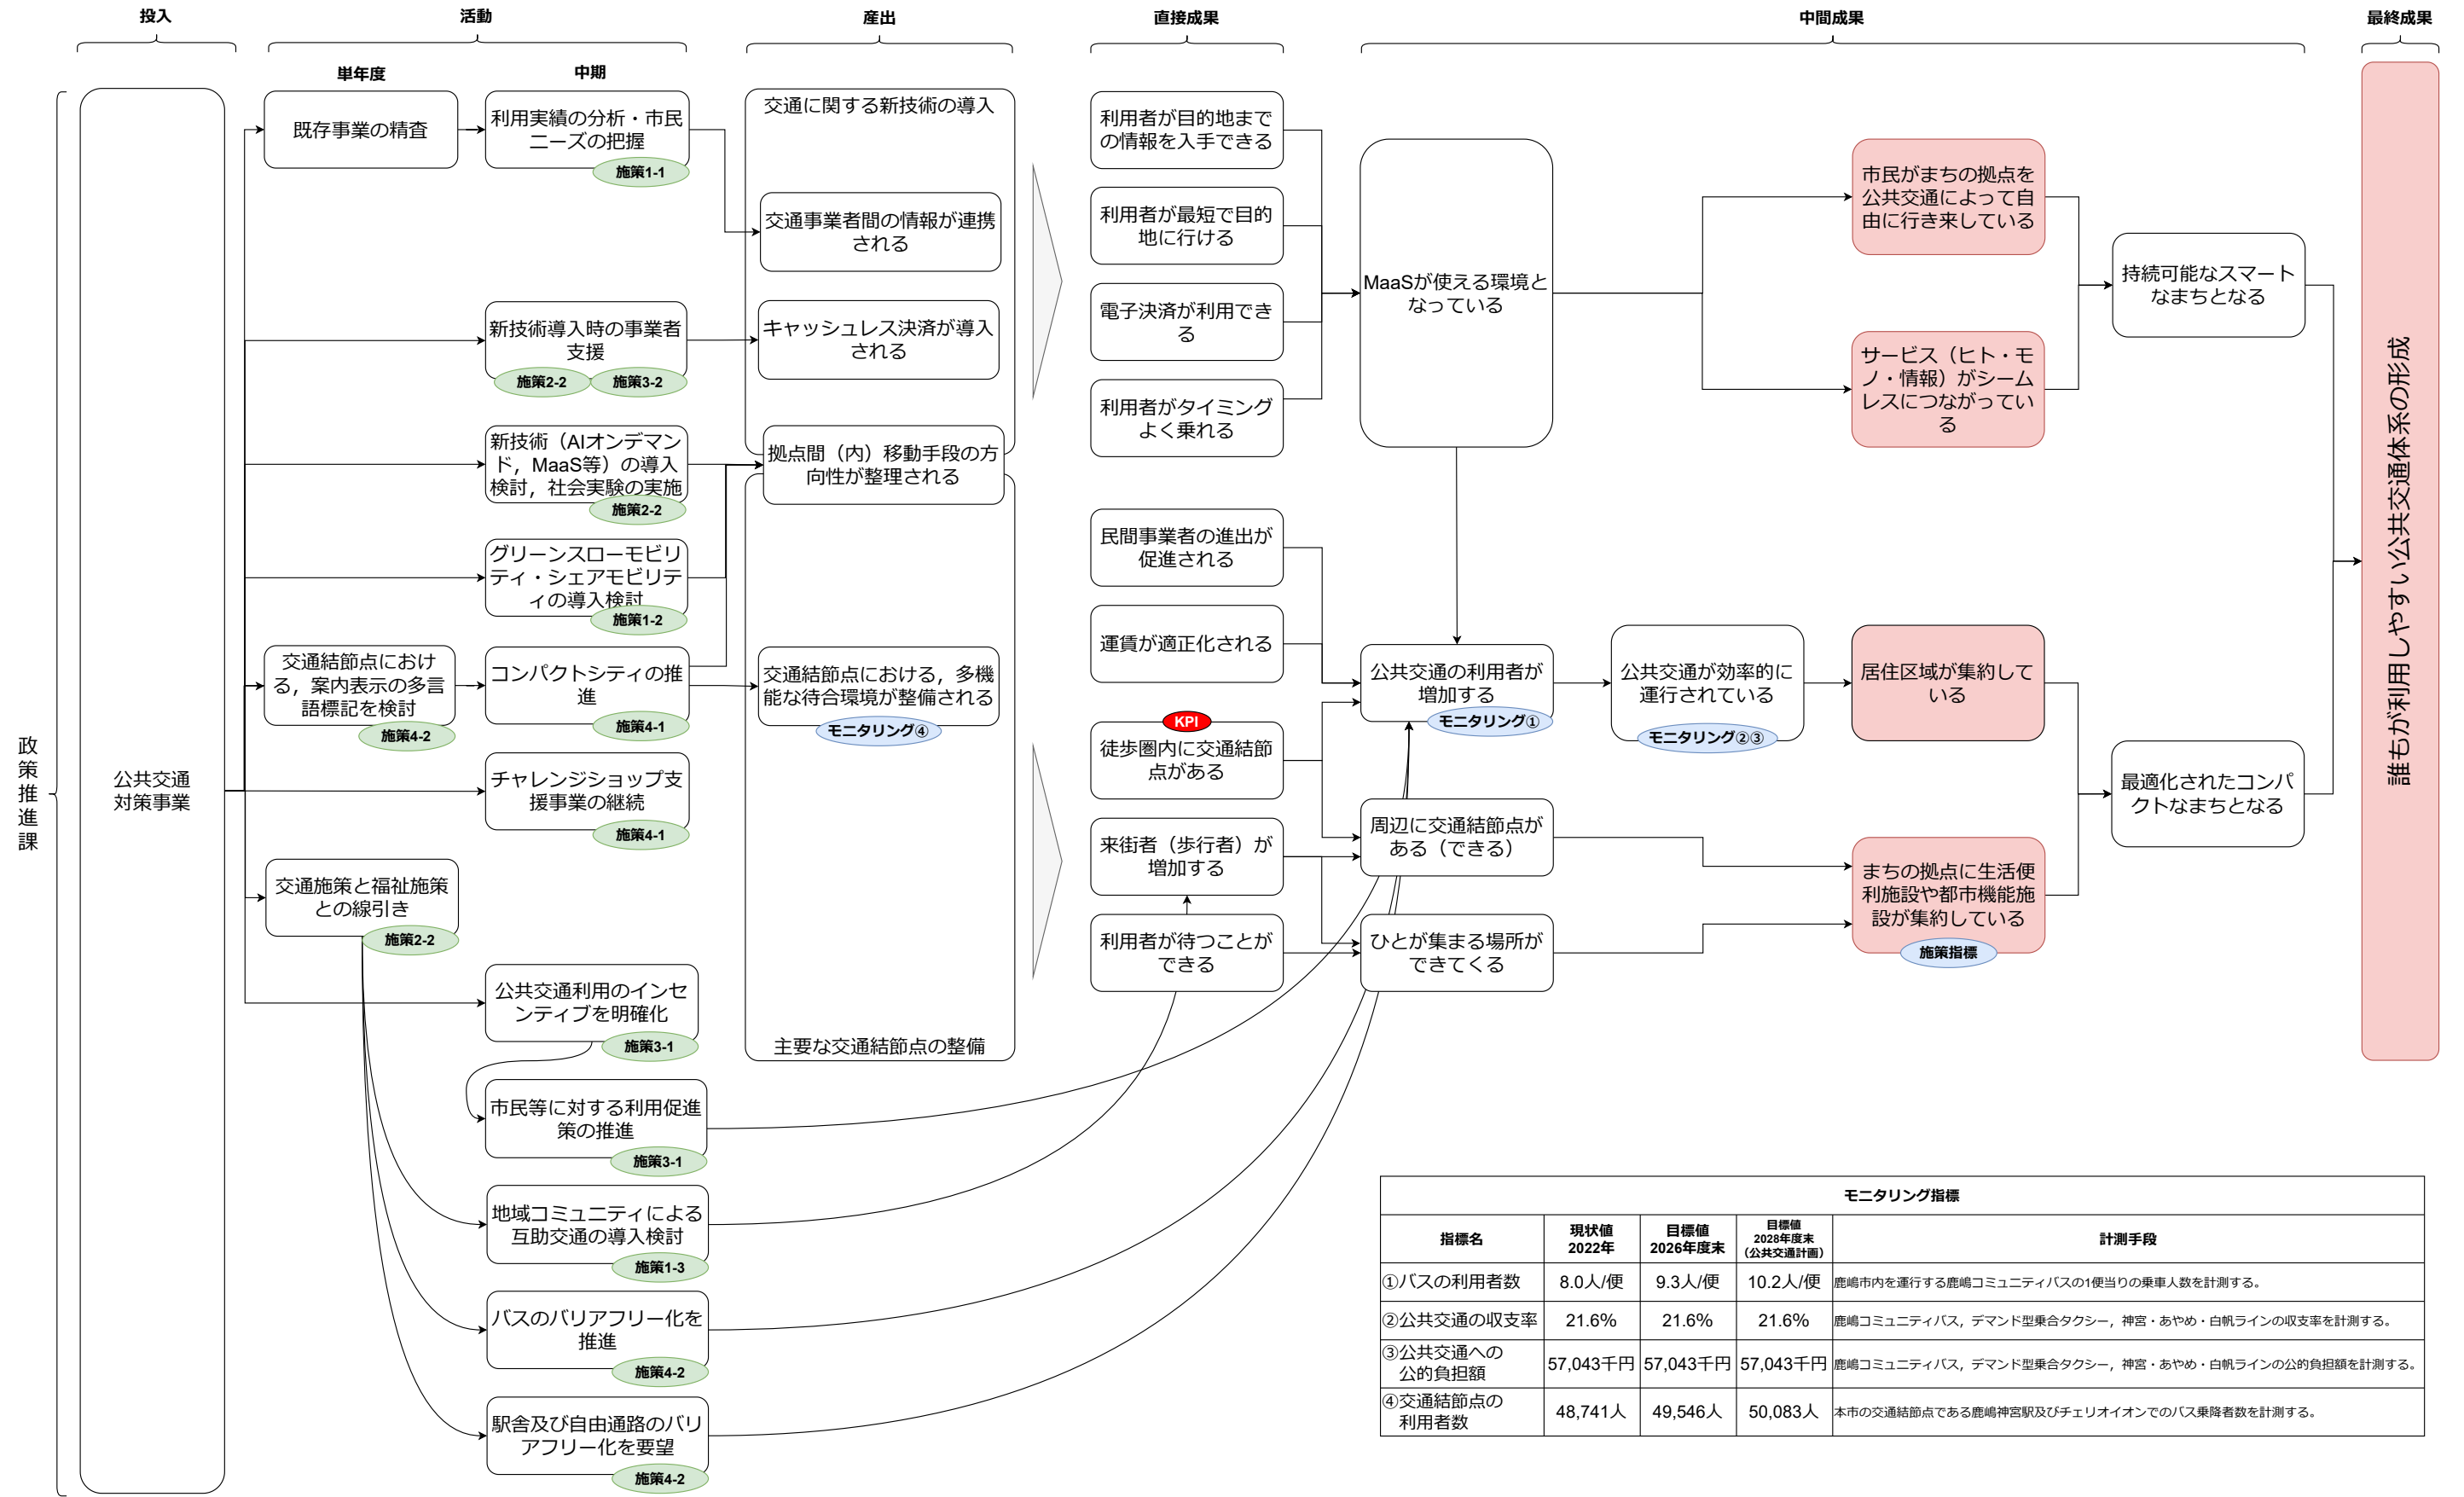 投入
活動
産出
直接成果
中間成果
最終成果
単年度
中期
政策推進課
公共交通
対策事業
既存事業の精査
交通結節点におけ
る，案内表示の多言
語標記を検討
施策4-2
交通施策と福祉施策
との線引き
施策2-2
利用実績の分析・市民
ニーズの把握
施策1-1
新技術導入時の事業者
支援
施策2-2
施策3-2
新技術（AIオンデマン
ド，MaaS等）の導入
検討，社会実験の実施
施策2-2
グリーンスローモビリ
ティ・シェアモビリテ
ィの導入検討
施策1-2
コンパクトシティの推
進
施策4-1
チャレンジショップ支
援事業の継続
施策4-1
公共交通利用のインセ
ンティブを明確化
施策3-1
市民等に対する利用促進
策の推進
施策3-1
地域コミュニティによる
互助交通の導入検討
施策1-3
バスのバリアフリー化を
推進
施策4-2
駅舎及び自由通路のバリ
アフリー化を要望
施策4-2
交通に関する新技術の導入
交通事業者間の情報が連携
される
キャッシュレス決済が導入
される
拠点間（内）移動手段の方
向性が整理される
交通結節点における，多機
能な待合環境が整備される
モニタリング④
主要な交通結節点の整備
利用者が目的地まで
の情報を入手できる
利用者が最短で目的
地に行ける
電子決済が利用でき
る
利用者がタイミング
よく乗れる
民間事業者の進出が
促進される
運賃が適正化される
KPI
徒歩圏内に交通結節
点がある
来街者（歩行者）が
増加する
利用者が待つことが
できる
MaaSが使える環境と
なっている
公共交通の利用者が
増加する
モニタリング①
周辺に交通結節点が
ある（できる）
ひとが集まる場所が
できてくる
公共交通が効率的に
運行されている
モニタリング②③
市民がまちの拠点を
公共交通によって自
由に行き来している
サービス（ヒト・モ
ノ・情報）がシーム
レスにつながってい
る
居住区域が集約して
いる
まちの拠点に生活便
利施設や都市機能施
設が集約している
施策指標
持続可能なスマート
なまちとなる
最適化されたコンパ
クトなまちとなる
誰もが利用しやすい公共交通体系の形成
モニタリング指標
指標名
現状値
2022年
目標値
2026年度末
目標値
2028年度末
（公共交通計画）
計測手段
①バスの利用者数 8.0人/便 9.3人/便 10.2人/便 鹿嶋市内を運行する鹿嶋コミュニティバスの1便当りの乗車人数を計測する。
②公共交通の収支率 21.6% 21.6% 21.6% 鹿嶋コミュニティバス，デマンド型乗合タクシー，神宮・あやめ・白帆ラインの収支率を計測する。
③公共交通への
公的負担額 57,043千円 57,043千円 57,043千円 鹿嶋コミュニティバス，デマンド型乗合タクシー，神宮・あやめ・白帆ラインの公的負担額を計測する。
④交通結節点の
利用者数 48,741人 49,546人 50,083人 本市の交通結節点である鹿嶋神宮駅及びチェリオイオンでのバス乗降者数を計測する。